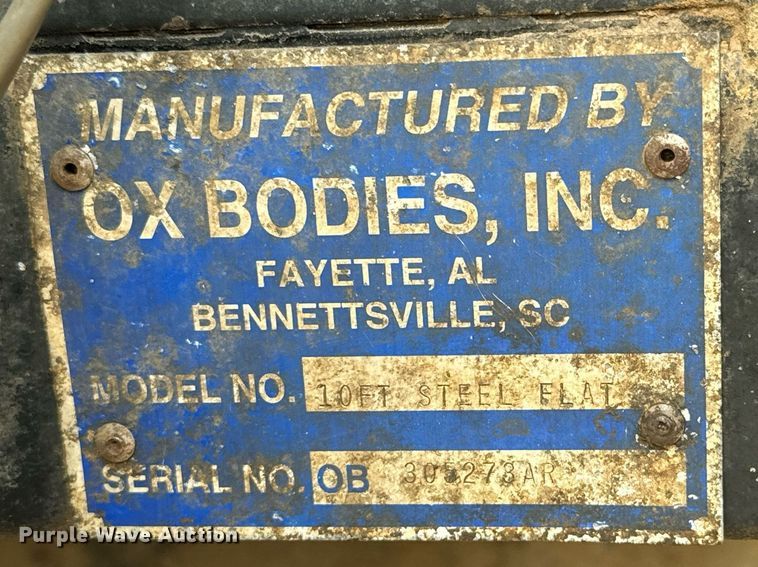 MANUFACTURED BY
OX BODIES, INC.
FAYETTE, AL
BENNETTSVILLE, SC
MODEL NO. 10FT STEEL FLAT
SERIAL NO. OB 305278AR
Purple Wave Auction